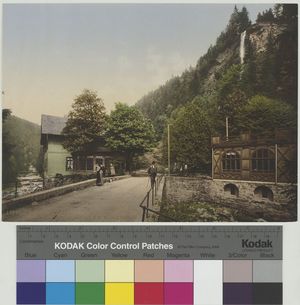 KODAK Color Control Patches
Kodak
Blue Cyan Green Yellow Red Magenta White 3/Color Black